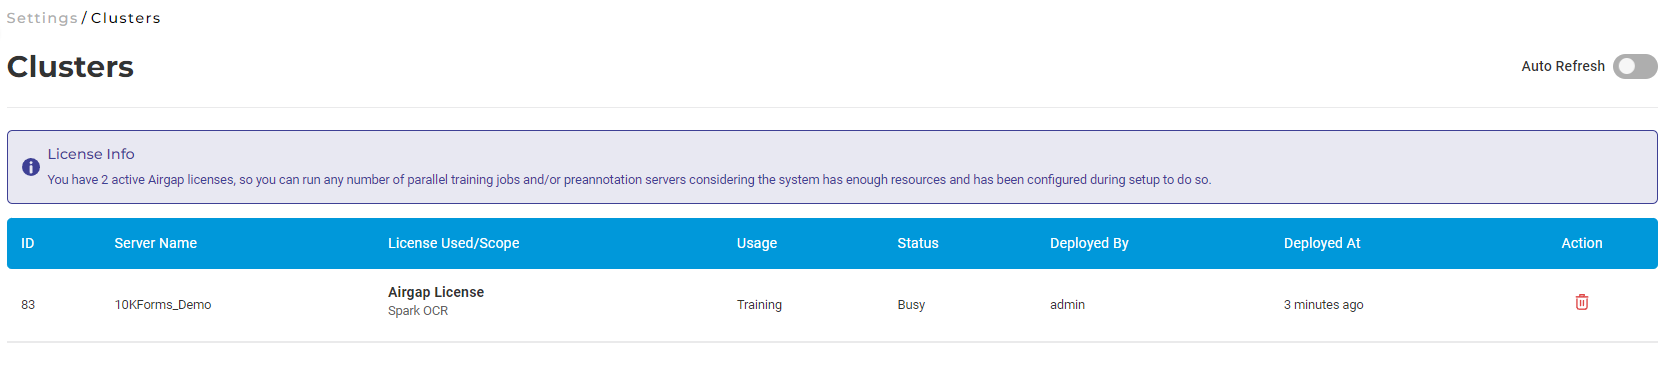 Settings / Clusters
Clusters
Auto Refresh
License Info
You have 2 active Airgap licenses, so you can run any number of parallel training jobs and/or preannotation servers considering the system has enough resources and has been configured during setup to do so.
ID Server Name License Used/Scope Usage Status Deployed By Deployed At Action
83 10KForms_Demo Airgap License Training Busy admin 3 minutes ago
Spark OCR